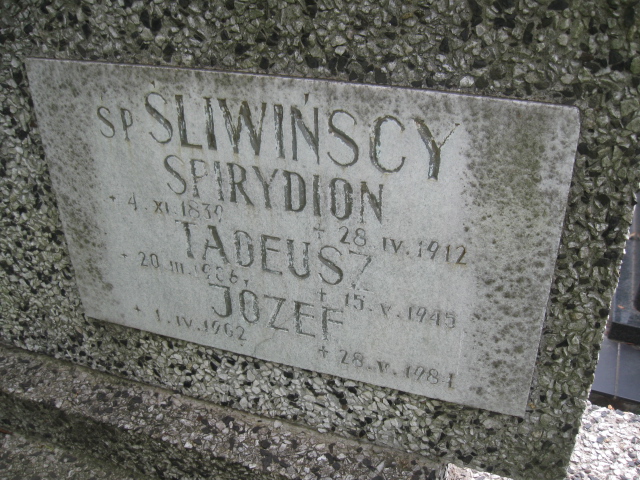 SP ŚLIWIŃSCY
SPIRYDION
+ 4.XI.1839 + 28.IV.1912
TADEUSZ
+ 20.III.1886 + 15.V.1945
JÓZEF
+ 1.IV.1902 + 28.V.1981